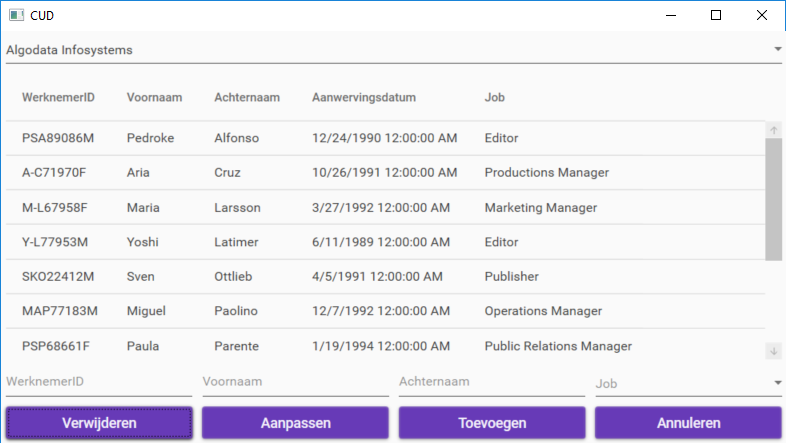 CUD
Algodata Infosystems
WerknemerID Voornaam Achternaam Aanwervingsdatum Job
PSA89086M Pedroke Alfonso 12/24/1990 12:00:00 AM Editor
A-C71970F Aria Cruz 10/26/1991 12:00:00 AM Productions Manager
M-L67958F Maria Larsson 3/27/1992 12:00:00 AM Marketing Manager
Y-L77953M Yoshi Latimer 6/11/1989 12:00:00 AM Editor
SKO22412M Sven Ottlieb 4/5/1991 12:00:00 AM Publisher
MAP77183M Miguel Paolino 12/7/1992 12:00:00 AM Operations Manager
PSP68661F Paula Parente 1/19/1994 12:00:00 AM Public Relations Manager
WerknemerID Voornaam Achternaam Job
Verwijderen Aanpassen Toevoegen Annuleren